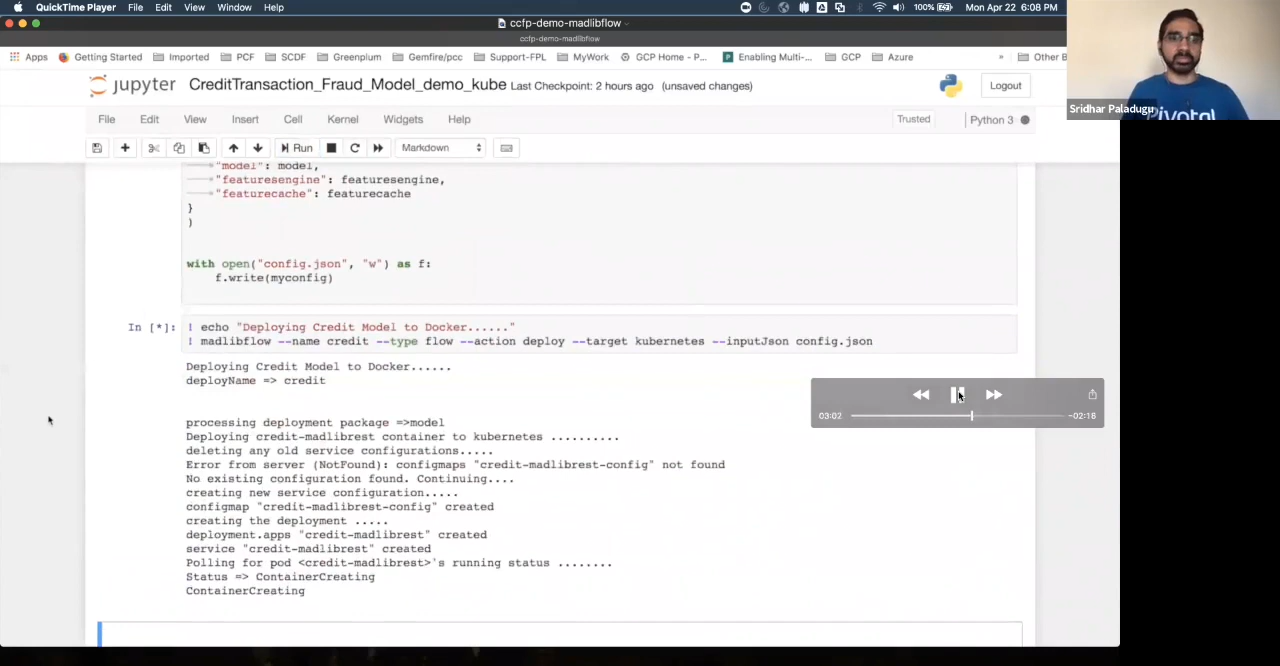 QuickTime Player File Edit View Window Help 100% Mon Apr 22 6:08 PM
ccfp-demo-madlibflow
ccfp-demo-madlibflow
Apps Getting Started Imported PCF SCDF Greenplum Gemfire/pcc Support-FPL MyWork GCP Home - P... Enabling Multi-... GCP Azure » Other B
jupyter CreditTransaction_Fraud_Model_demo_kube Last Checkpoint: 2 hours ago (unsaved changes) Logout
Sridhar Paladugu
Pivotal
File Edit View Insert Cell Kernel Widgets Help Trusted Python 3
Run Markdown
"model": model,
"featuresengine": featuresengine,
"featurecache": featurecache
}
)
with open("config.json", "w") as f:
f.write(myconfig)
In [*]: ! echo "Deploying Credit Model to Docker......"
! madlibflow --name credit --type flow --action deploy --target kubernetes --inputJson config.json
Deploying Credit Model to Docker......
deployName => credit
03:02 -02:16
processing deployment package =>model
Deploying credit-madlibrest container to kubernetes ..........
deleting any old service configurations.....
Error from server (NotFound): configmaps "credit-madlibrest-config" not found
No existing configuration found. Continuing....
creating new service configuration.....
configmap "credit-madlibrest-config" created
creating the deployment .....
deployment.apps "credit-madlibrest" created
service "credit-madlibrest" created
Polling for pod <credit-madlibrest>'s running status ........
Status => ContainerCreating
ContainerCreating